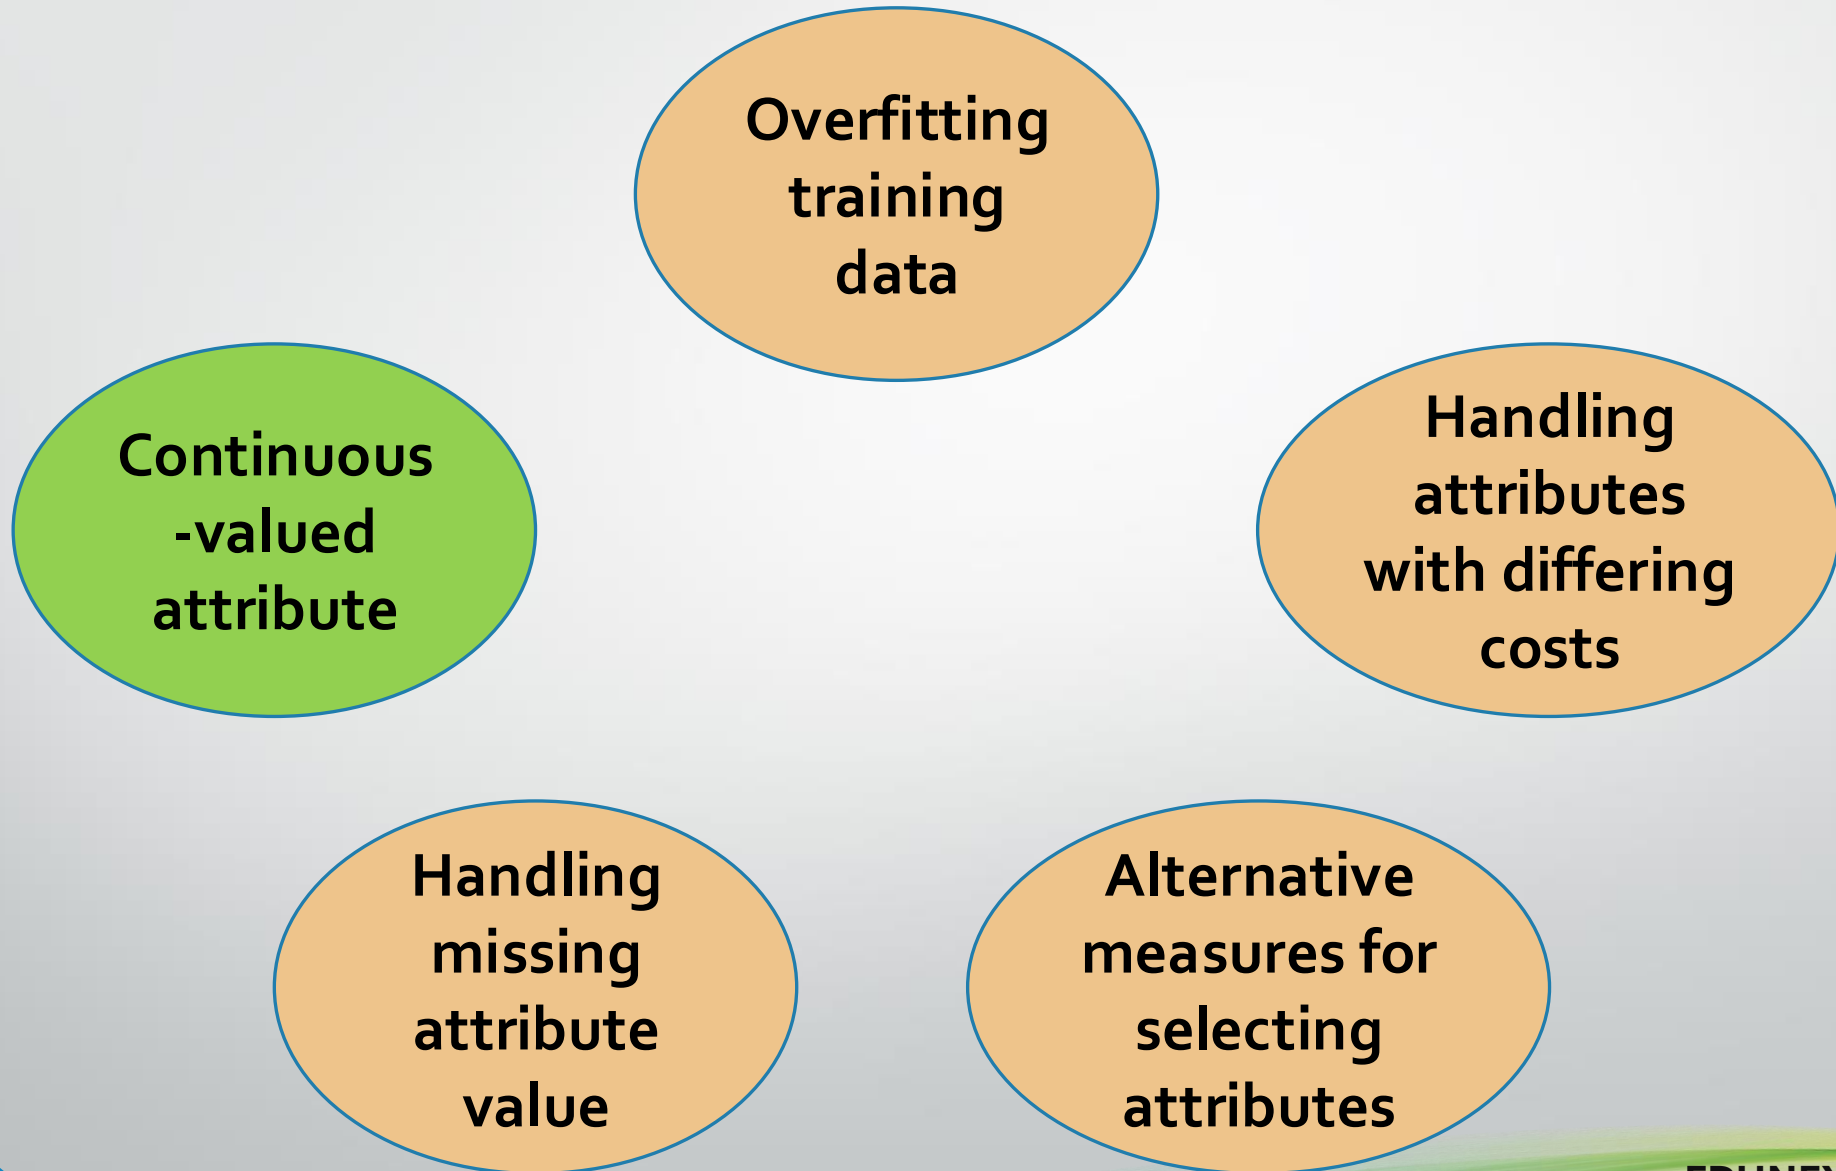 Overfitting
training
data
Continuous
-valued
attribute
Handling
attributes
with differing
costs
Handling
missing
attribute
value
Alternative
measures for
selecting
attributes